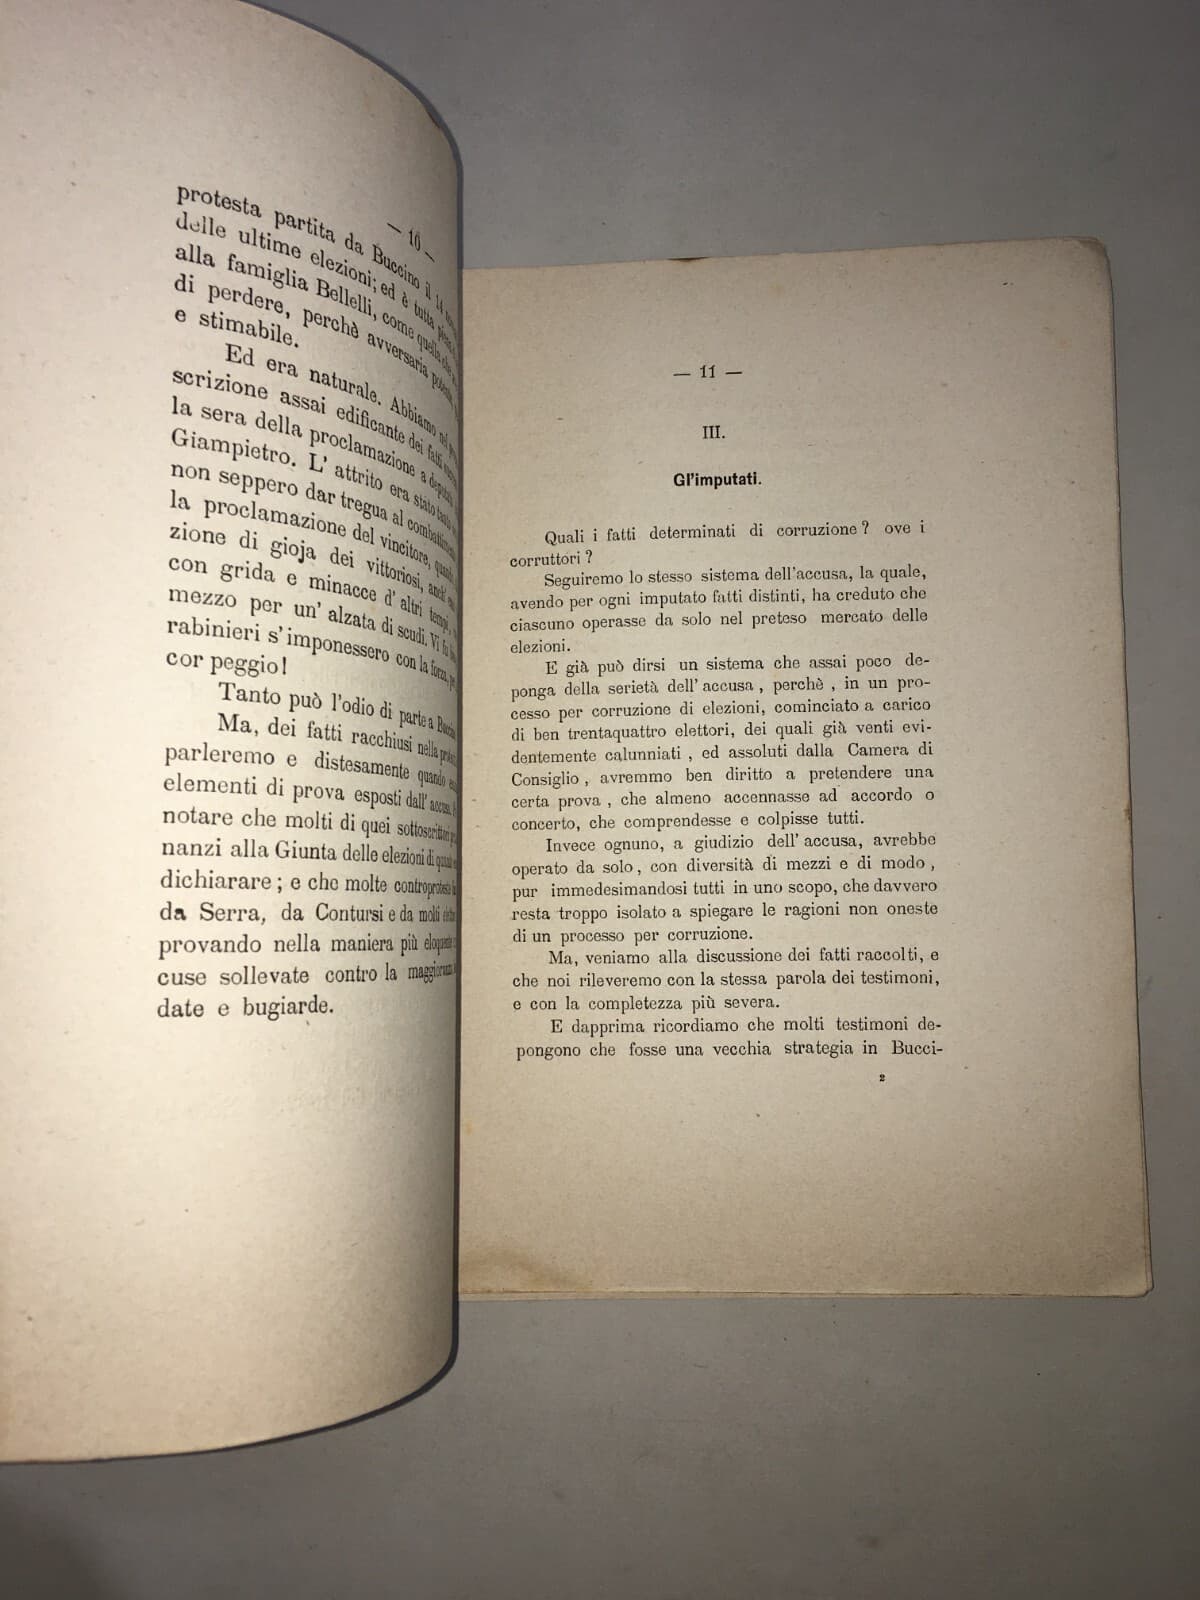 — 10 —
protesta partita da Buccino il 14
delle ultime elezioni; ed è tutta
alla famiglia Bellelli, come quella che
di perdere, perchè avversaria
e stimabile.
Ed era naturale. Abbiamo nel
scrizione assai edificante dei fatti
la sera della proclamazione a
Giampietro. L' attrito era stato tanto
non seppero dar tregua al
la proclamazione del vincitore,
zione di gioja dei vittoriosi,
con grida e minacce d' altri tempi,
mezzo per un' alzata di scudi. Vi fu
rabinieri s' imponessero con la forza,
cor peggio!
Tanto può l'odio di parte a
Ma, dei fatti racchiusi nella
parleremo e distesamente quando
elementi di prova esposti dall' accusa.
notare che molti di quei sottoscrittori
nanzi alla Giunta delle elezioni di
dichiarare; e che molte controproteste
da Serra, da Contursi e da molti
provando nella maniera più
cuse sollevate contro la
date e bugiarde.
— 11 —
III.
Gl'imputati.
Quali i fatti determinati di corruzione? ove i
corruttori?
Seguiremo lo stesso sistema dell'accusa, la quale,
avendo per ogni imputato fatti distinti, ha creduto che
ciascuno operasse da solo nel preteso mercato delle
elezioni.
E già può dirsi un sistema che assai poco de-
ponga della serietà dell' accusa, perchè, in un pro-
cesso per corruzione di elezioni, cominciato a carico
di ben trentaquattro elettori, dei quali già venti evi-
dentemente calunniati, ed assoluti dalla Camera di
Consiglio, avremmo ben diritto a pretendere una
certa prova, che almeno accennasse ad accordo o
concerto, che comprendesse e colpisse tutti.
Invece ognuno, a giudizio dell' accusa, avrebbe
operato da solo, con diversità di mezzi e di modo,
pur immedesimandosi tutti in uno scopo, che davvero
resta troppo isolato a spiegare le ragioni non oneste
di un processo per corruzione.
Ma, veniamo alla discussione dei fatti raccolti, e
che noi rileveremo con la stessa parola dei testimoni,
e con la completezza più severa.
E dapprima ricordiamo che molti testimoni de-
pongono che fosse una vecchia strategia in Bucci-
2